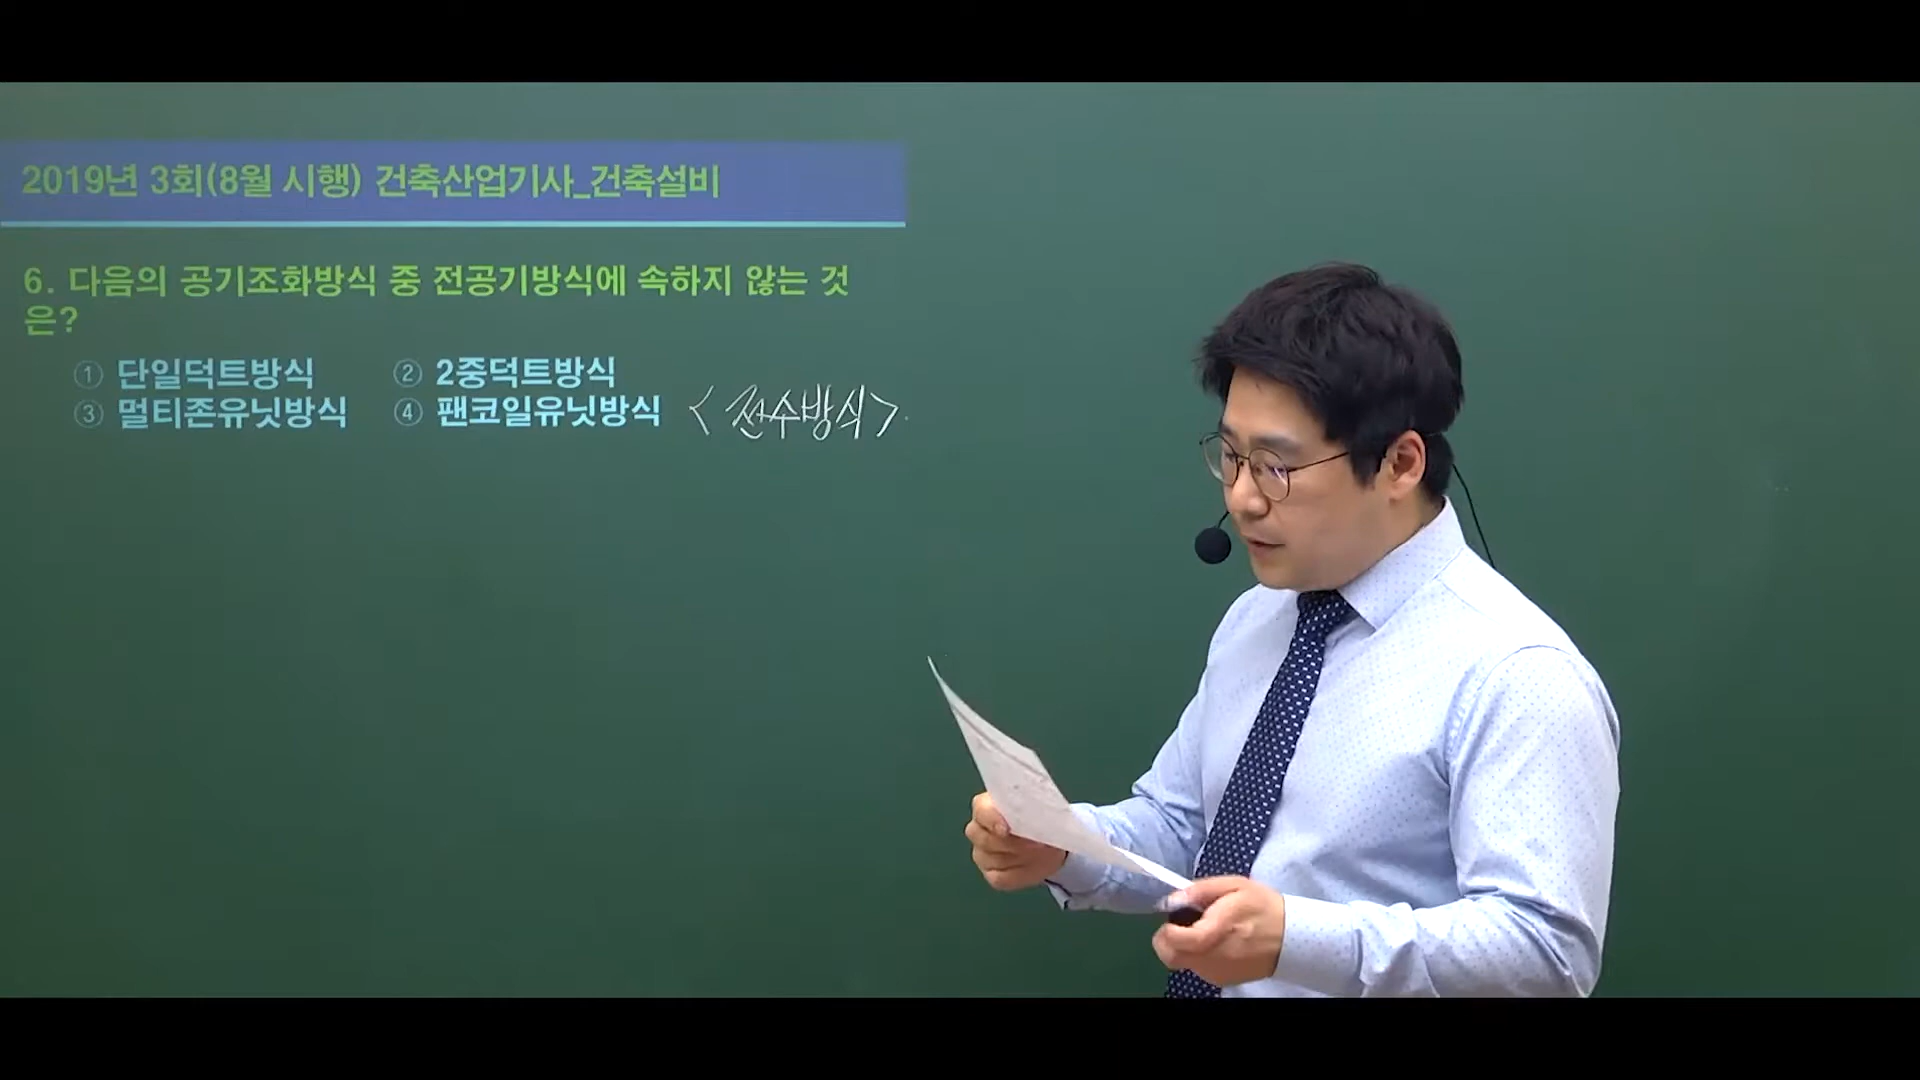 2019년 3회(8월 시행) 건축산업기사_건축설비
6. 다음의 공기조화방식 중 전공기방식에 속하지 않는 것
은?
① 단일덕트방식 ② 2중덕트방식
③ 멀티존유닛방식 ④ 팬코일유닛방식 <전수방식>